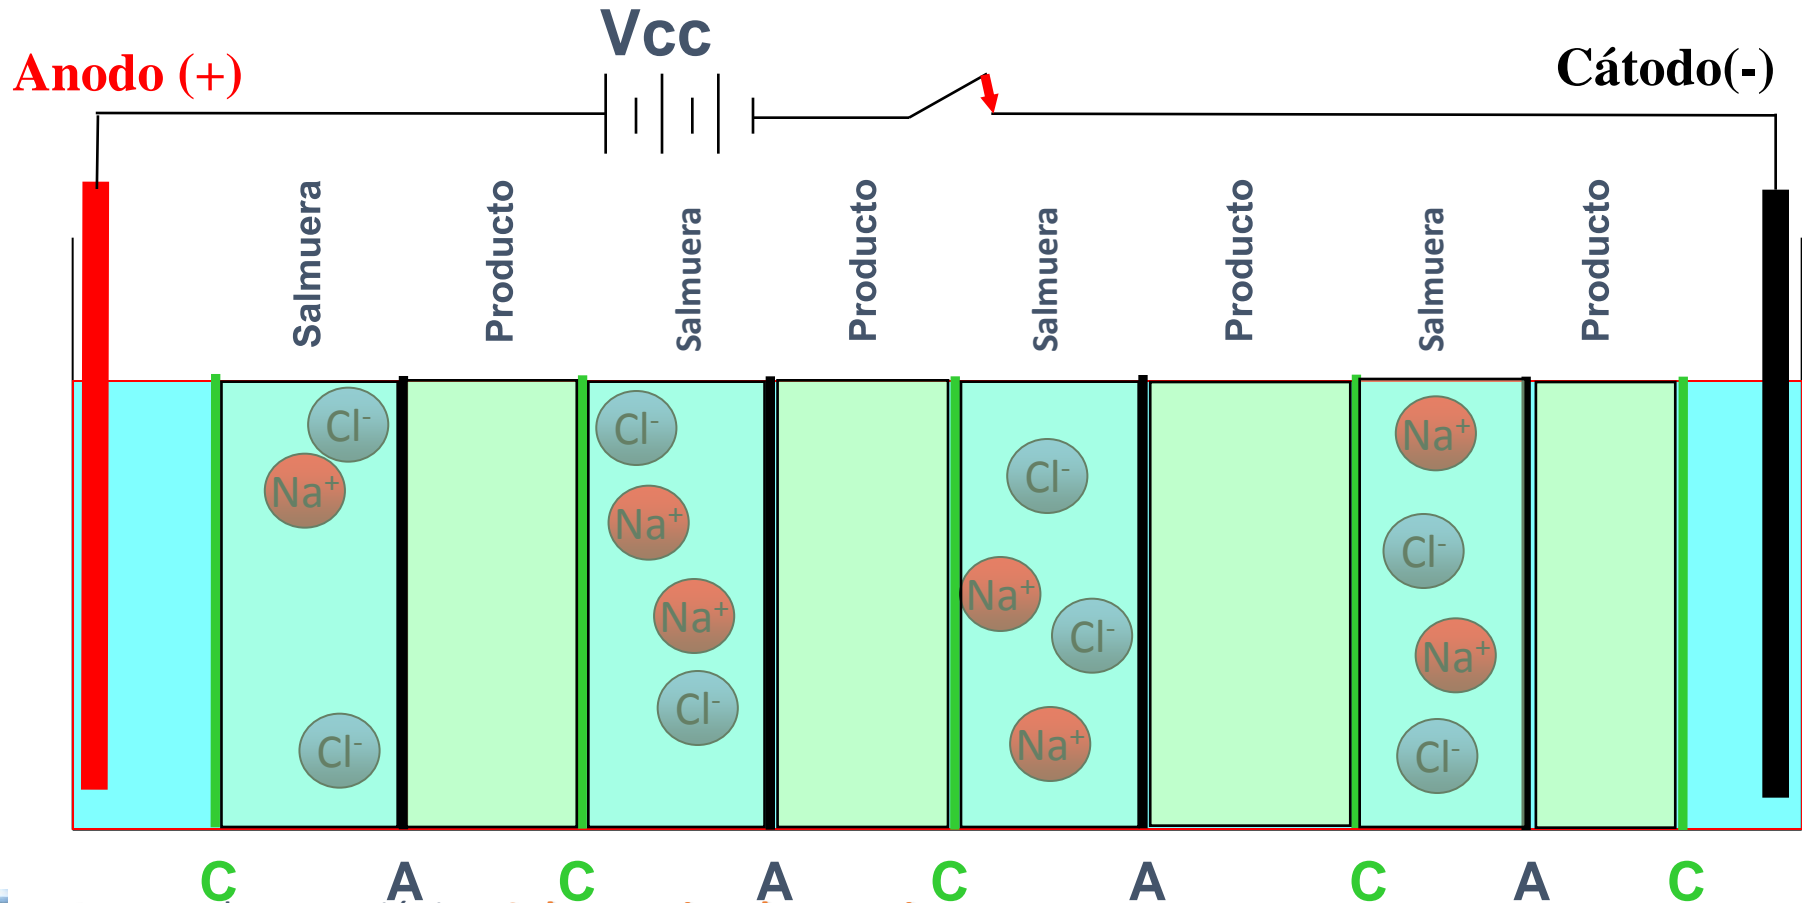 Vcc
Anodo (+)
Cátodo(-)
Salmuera
Producto
Salmuera
Producto
Salmuera
Producto
Salmuera
Producto
Cl-
Na+
Cl-
Cl-
Na+
Na+
Cl-
Cl-
Na+
Cl-
Na+
Na+
Cl-
Na+
Cl-
C A C A C A C A C